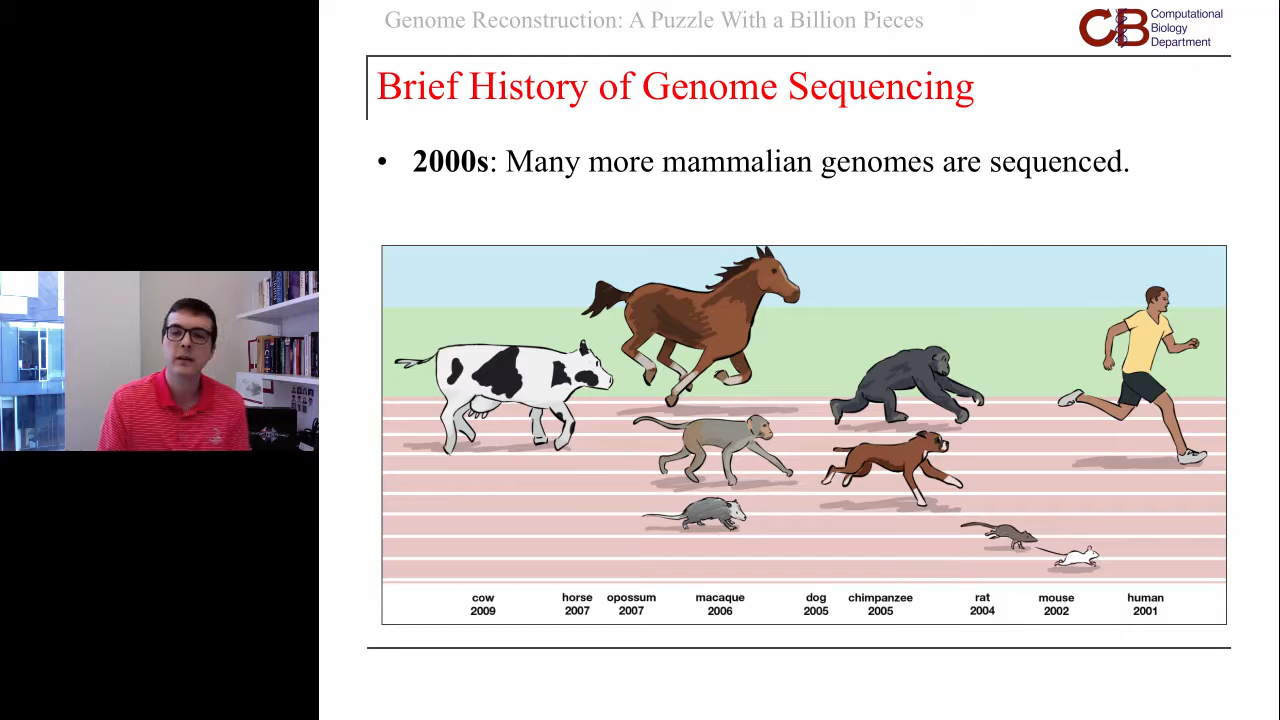 Genome Reconstruction: A Puzzle With a Billion Pieces
CB Computational
Biology
Department
Brief History of Genome Sequencing
• 2000s: Many more mammalian genomes are sequenced.
cow horse opossum macaque dog chimpanzee rat mouse human
2009 2007 2007 2006 2005 2005 2004 2002 2001